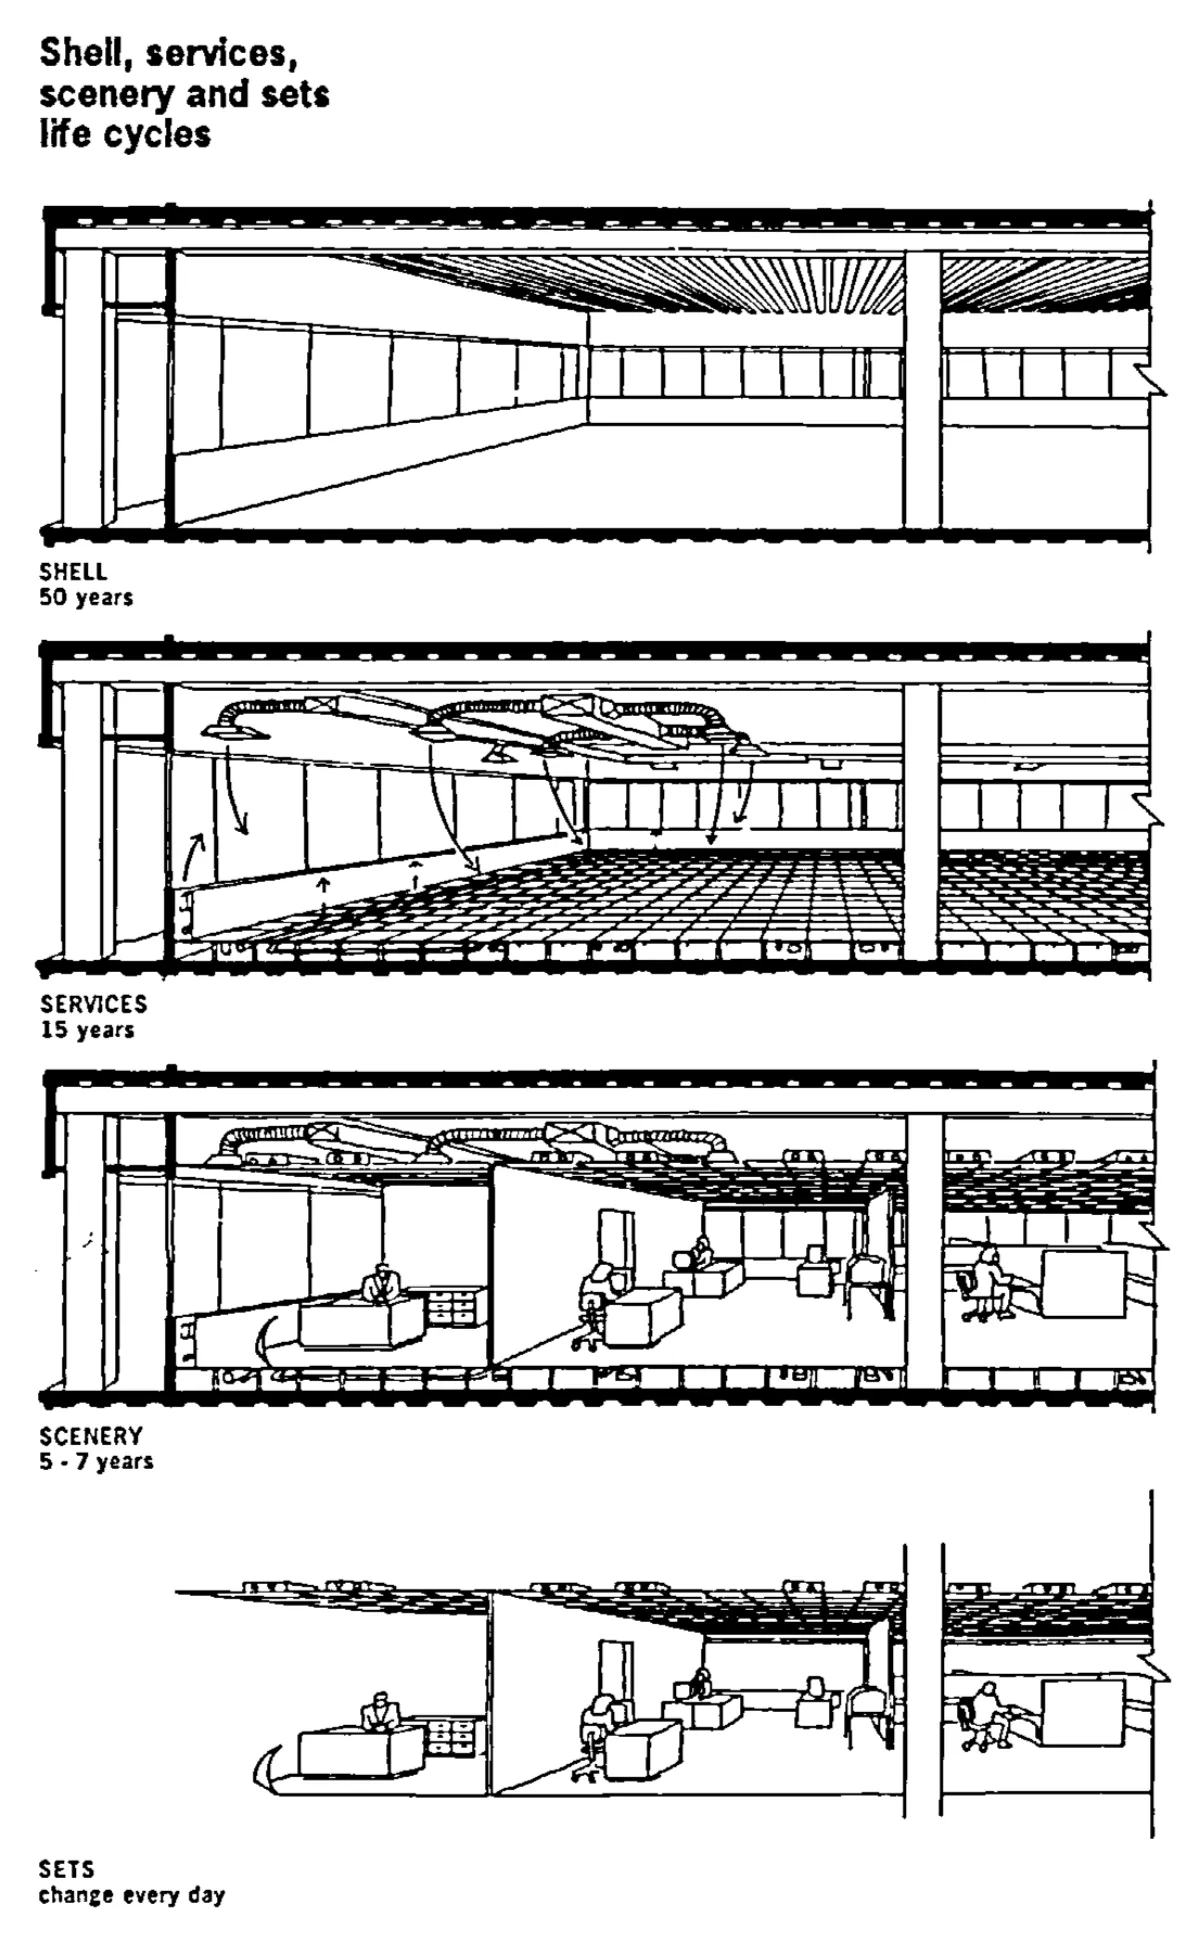 Shell, services,
scenery and sets
life cycles
SHELL
50 years
SERVICES
15 years
SCENERY
5 - 7 years
SETS
change every day